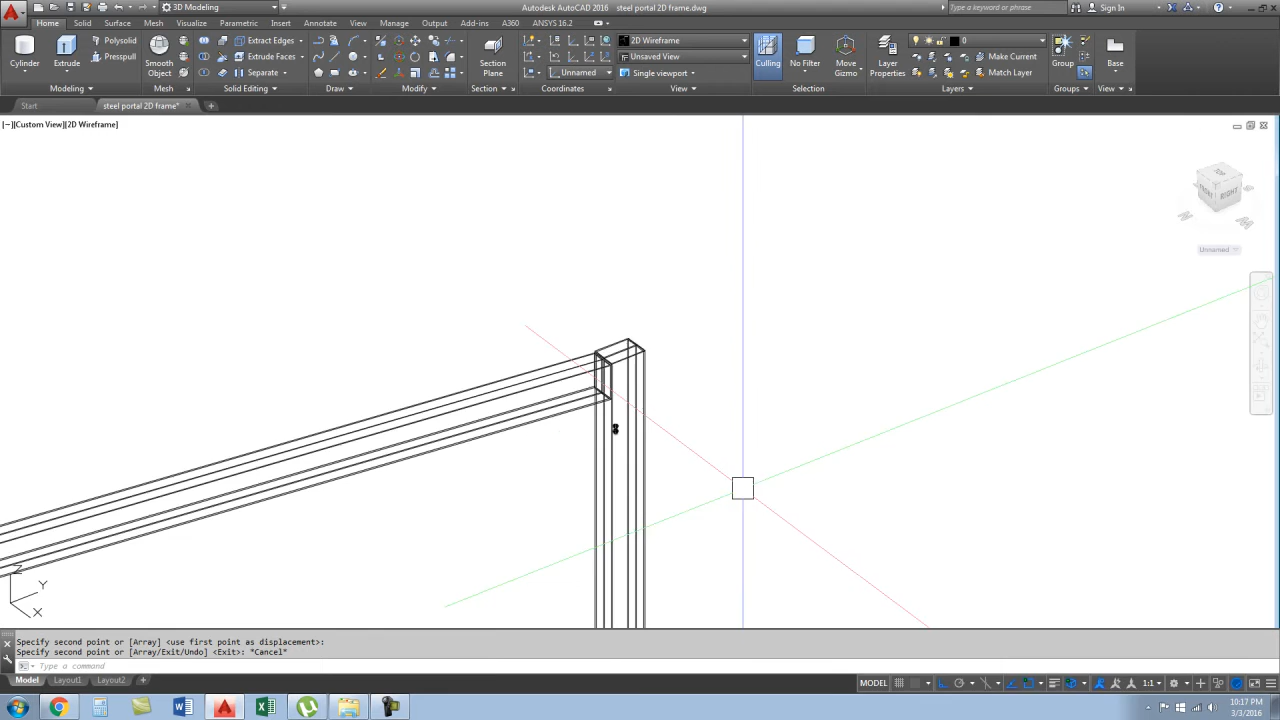 3D Modeling
Autodesk AutoCAD 2016 steel portal 2D frame.dwg
Type a keyword or phrase
Sign In
Home Solid Surface Mesh Visualize Parametric Insert Annotate View Manage Output Add-ins A360 ANSYS 16.2
Cylinder
Extrude
Polysolid
Presspull
Smooth Object
Extract Edges
Extrude Faces
Separate
Section Plane
Unnamed
2D Wireframe
Unsaved View
Single viewport
Culling
No Filter
Move Gizmo
Layer Properties
0
Make Current
Match Layer
Group
Base
Modeling Mesh Solid Editing Draw Modify Section Coordinates View Selection Layers Groups View
Start steel portal 2D frame*
[−][Custom View][2D Wireframe]
TOP
FRONT
RIGHT
Unnamed
Z
Y
X
Specify second point or [Array] <use first point as displacement>:
Specify second point or [Array/Exit/Undo] <Exit>: *Cancel*
Type a command
Model Layout1 Layout2
MODEL
1:1
10:17 PM
3/3/2016